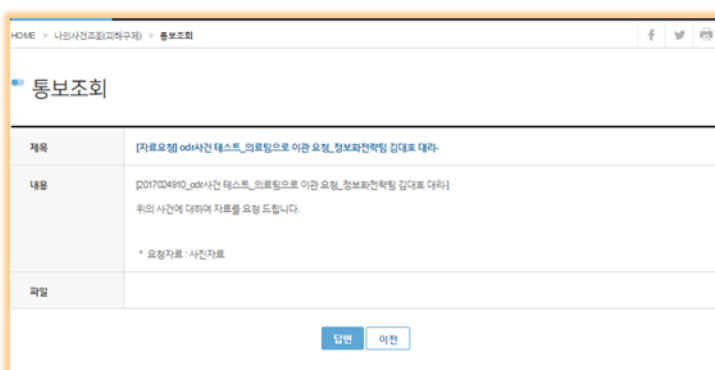 HOME > 나의사건조회(피해구제) > 통보조회
통보조회
제목
[자료요청] odr사건 테스트_의료팀으로 이관 요청_정보화전략팀 김대표 대리-
내용
[2017024910_odr사건 테스트_의료팀으로 이관 요청_정보화전략팀 김대표 대리-]
위의 사건에 대하여 자료를 요청 드립니다.
* 요청자료 : 사진자료
파일
답변
이전